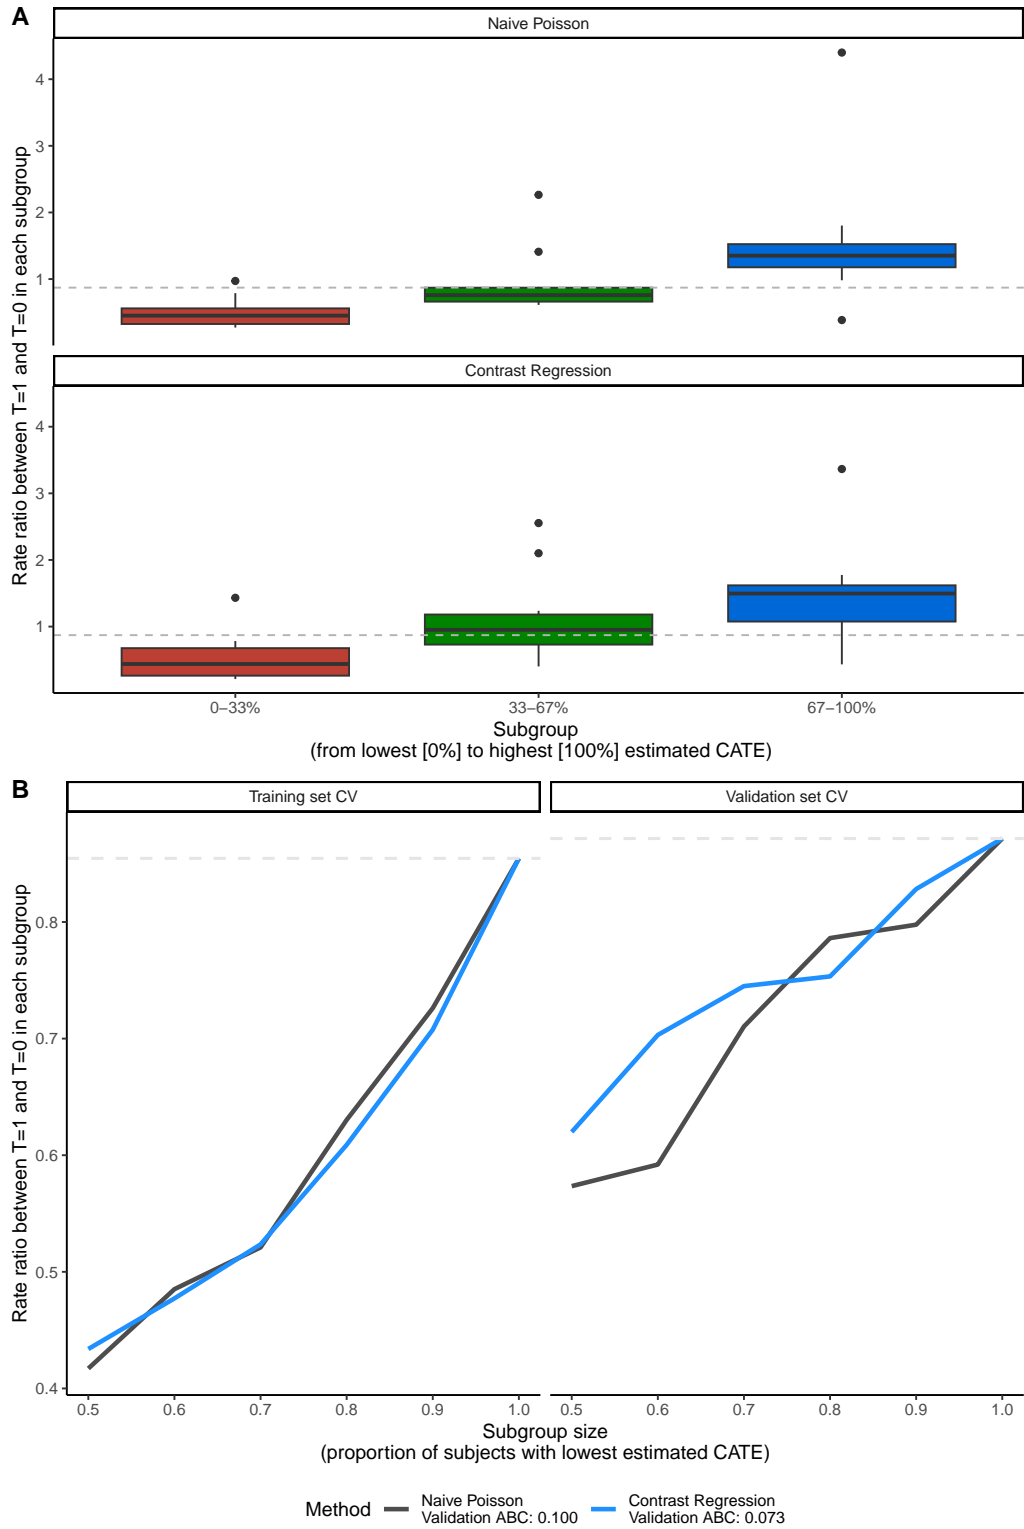 A
Naive Poisson
4
3
2
1
Contrast Regression
4
3
2
1
Rate ratio between T=1 and T=0 in each subgroup
0–33%
33–67%
67–100%
Subgroup
(from lowest [0%] to highest [100%] estimated CATE)
B
Training set CV
Validation set CV
0.8
0.7
0.6
0.5
0.4
Rate ratio between T=1 and T=0 in each subgroup
0.5 0.6 0.7 0.8 0.9 1.0
0.5 0.6 0.7 0.8 0.9 1.0
Subgroup size
(proportion of subjects with lowest estimated CATE)
Method
Naive Poisson
Validation ABC: 0.100
Contrast Regression
Validation ABC: 0.073